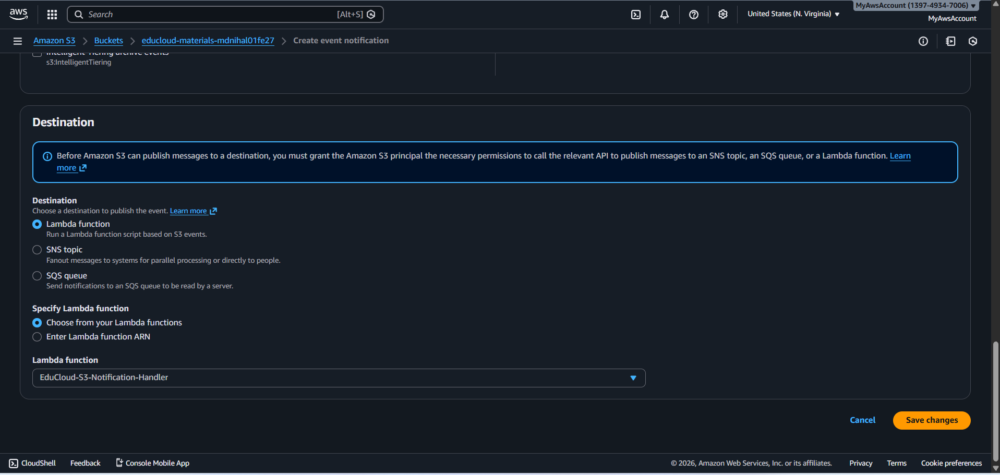 aws
Search [Alt+S]
United States (N. Virginia)
MyAwsAccount (1397-4934-7006)
MyAwsAccount
Amazon S3 > Buckets > educloud-materials-mdnihal01fe27 > Create event notification
Intelligent-Tiering archive events
s3:IntelligentTiering
Destination
Before Amazon S3 can publish messages to a destination, you must grant the Amazon S3 principal the necessary permissions to call the relevant API to publish messages to an SNS topic, an SQS queue, or a Lambda function. Learn
more
Destination
Choose a destination to publish the event. Learn more
Lambda function
Run a Lambda function script based on S3 events.
SNS topic
Fanout messages to systems for parallel processing or directly to people.
SQS queue
Send notifications to an SQS queue to be read by a server.
Specify Lambda function
Choose from your Lambda functions
Enter Lambda function ARN
Lambda function
EduCloud-S3-Notification-Handler
Cancel Save changes
CloudShell Feedback Console Mobile App © 2026, Amazon Web Services, Inc. or its affiliates. Privacy Terms Cookie preferences